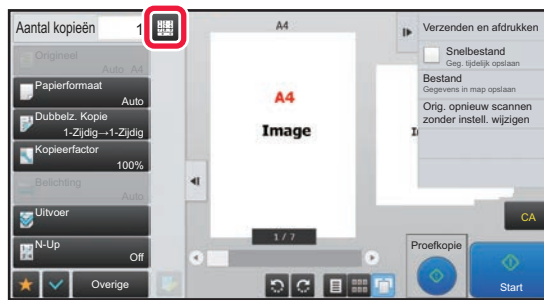 Aantal kopieën 1
Origineel
Auto A4
Papierformaat
Auto
Dubbelz. Kopie
1-Zijdig→1-Zijdig
Kopieerfactor
100%
Belichting
Auto
Uitvoer
N-Up
Off
Overige
A4
A4
Image
1 / 7
Verzenden en afdrukken
Snelbestand
Geg. tijdelijk opslaan
Bestand
Gegevens in map opslaan
Orig. opnieuw scannen
zonder instell. wijzigen
CA
Proefkopie
Start